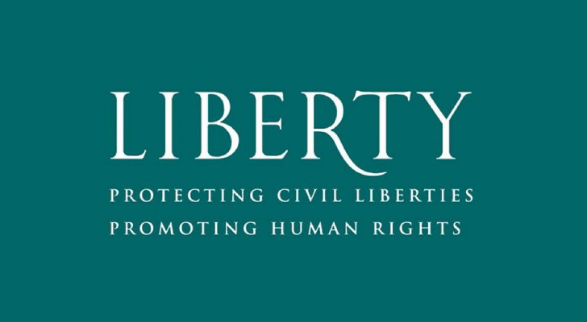 LIBERTY
PROTECTING CIVIL LIBERTIES
PROMOTING HUMAN RIGHTS